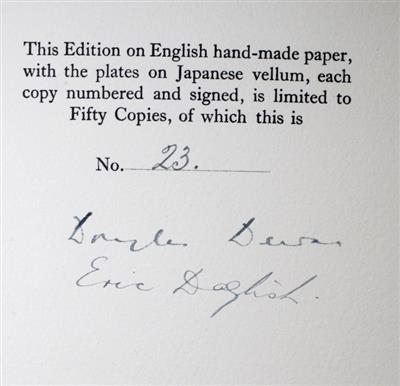 This Edition on English hand-made paper,
with the plates on Japanese vellum, each
copy numbered and signed, is limited to
Fifty Copies, of which this is
No. 23.
Douglas Dewar
Eric Daglish.